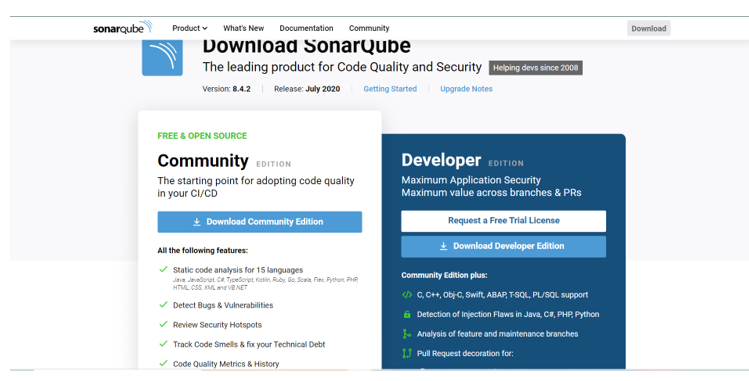 sonarqube
Product
What's New
Documentation
Community
Download
Download SonarQube
The leading product for Code Quality and Security
Helping devs since 2008
Version: 8.4.2
Release: July 2020
Getting Started
Upgrade Notes
FREE & OPEN SOURCE
Community EDITION
The starting point for adopting code quality
in your CI/CD
Download Community Edition
All the following features:
Static code analysis for 15 languages
Java, JavaScript, C#, TypeScript, Kotlin, Ruby, Go, Scala, Flex, Python, PHP,
HTML, CSS, XML and VB.NET
Detect Bugs & Vulnerabilities
Review Security Hotspots
Track Code Smells & fix your Technical Debt
Code Quality Metrics & History
Developer EDITION
Maximum Application Security
Maximum value across branches & PRs
Request a Free Trial License
Download Developer Edition
Community Edition plus:
C, C++, Obj-C, Swift, ABAP, T-SQL, PL/SQL support
Detection of Injection Flaws in Java, C#, PHP, Python
Analysis of feature and maintenance branches
Pull Request decoration for: